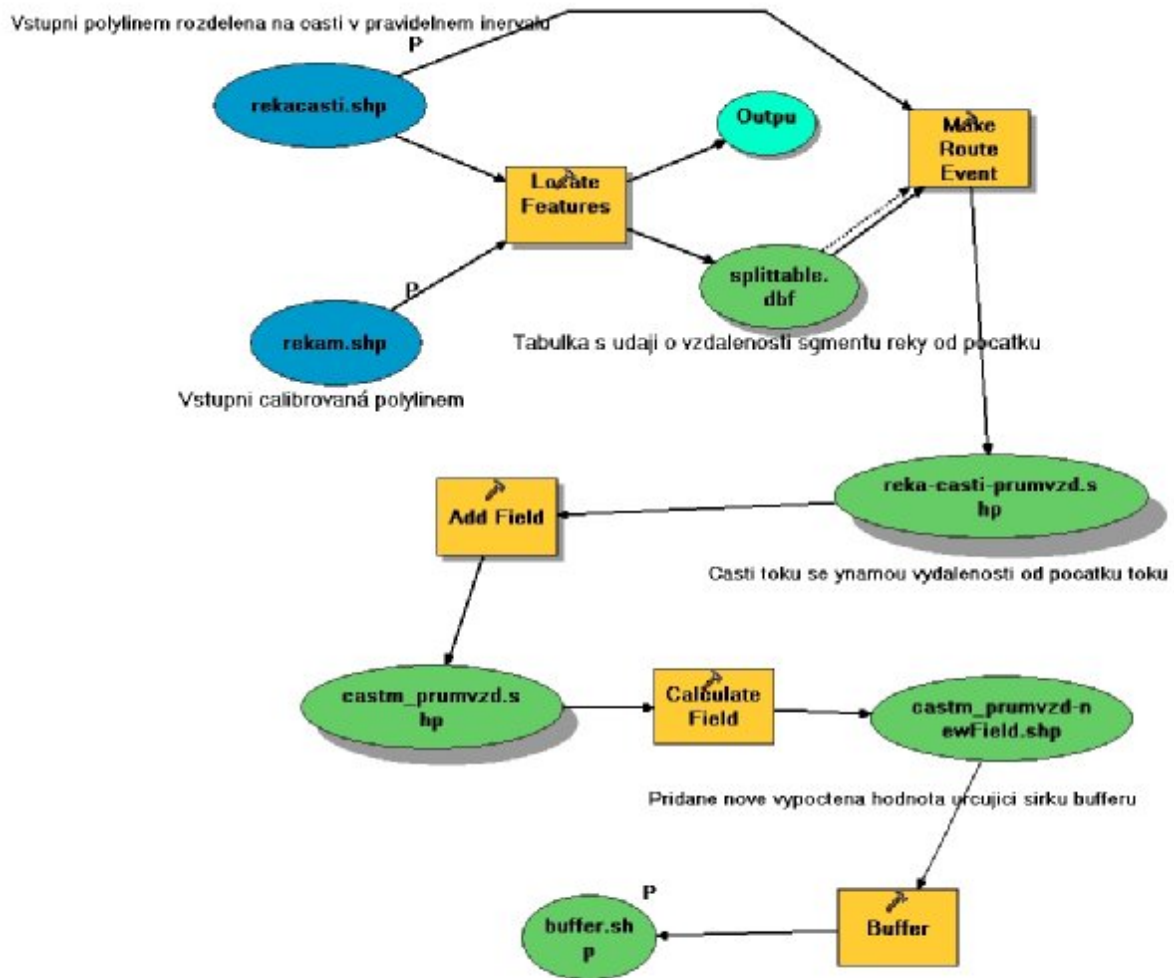 Vstupni polylinem rozdelena na casti v pravidelnem inervalu
P
rekacasti.shp
Outpu
Make
Route
Event
Locate
Features
splittable.
dbf
P
rekam.shp
Tabulka s udaji o vzdalenosti sgmentu reky od pocatku
Vstupni calibrovaná polylinem
reka-casti-prumvzd.s
hp
Add Field
Casti toku se ynamou vydalenosti od pocatku toku
castm_prumvzd.s
hp
Calculate
Field
castm_prumvzd-n
ewField.shp
Pridane nove vypoctena hodnota urcujici sirku bufferu
P
buffer.sh
p
Buffer